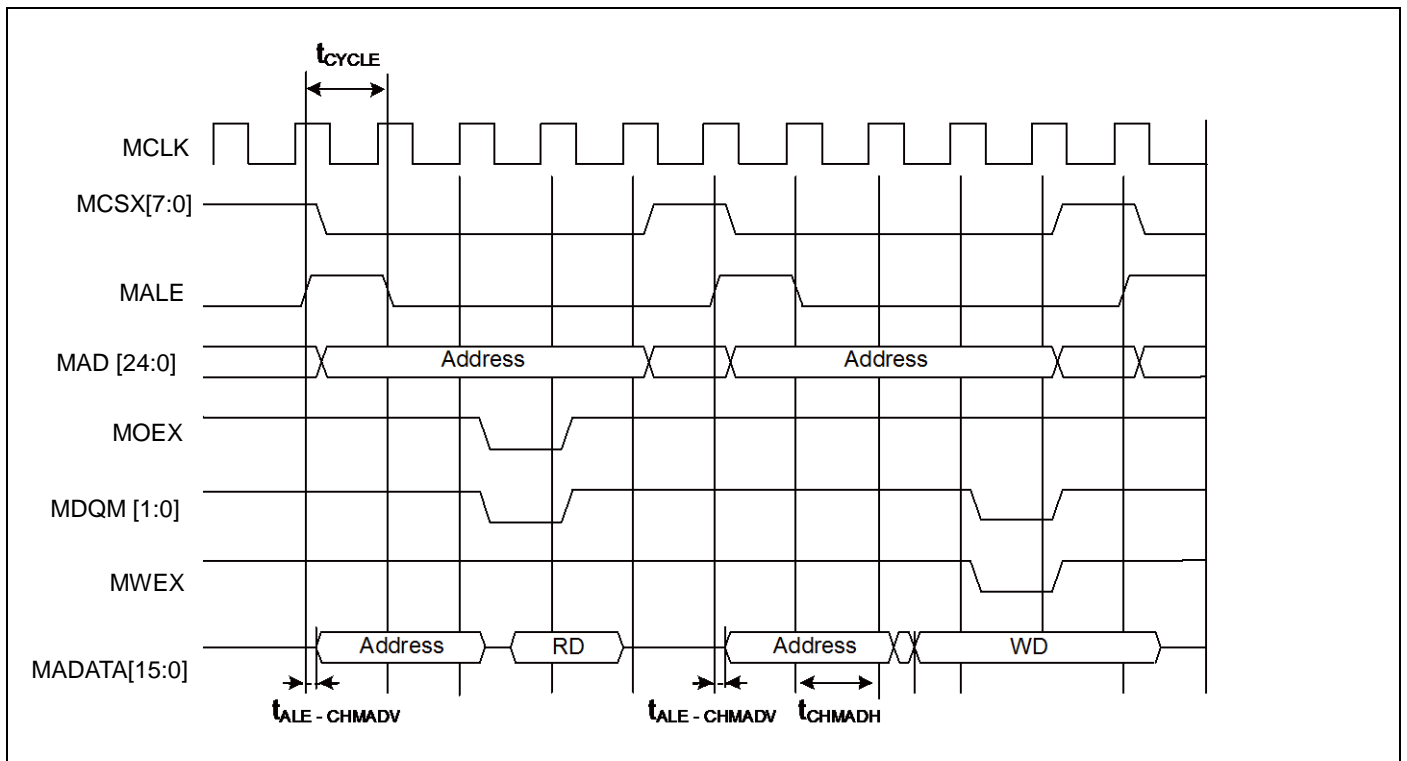 tCYCLE
MCLK
MCSX[7:0]
MALE
MAD [24:0]
Address
Address
MOEX
MDQM [1:0]
MWEX
MADATA[15:0]
Address
RD
Address
WD
tALE - CHMADV
tALE - CHMADV
tCHMADH